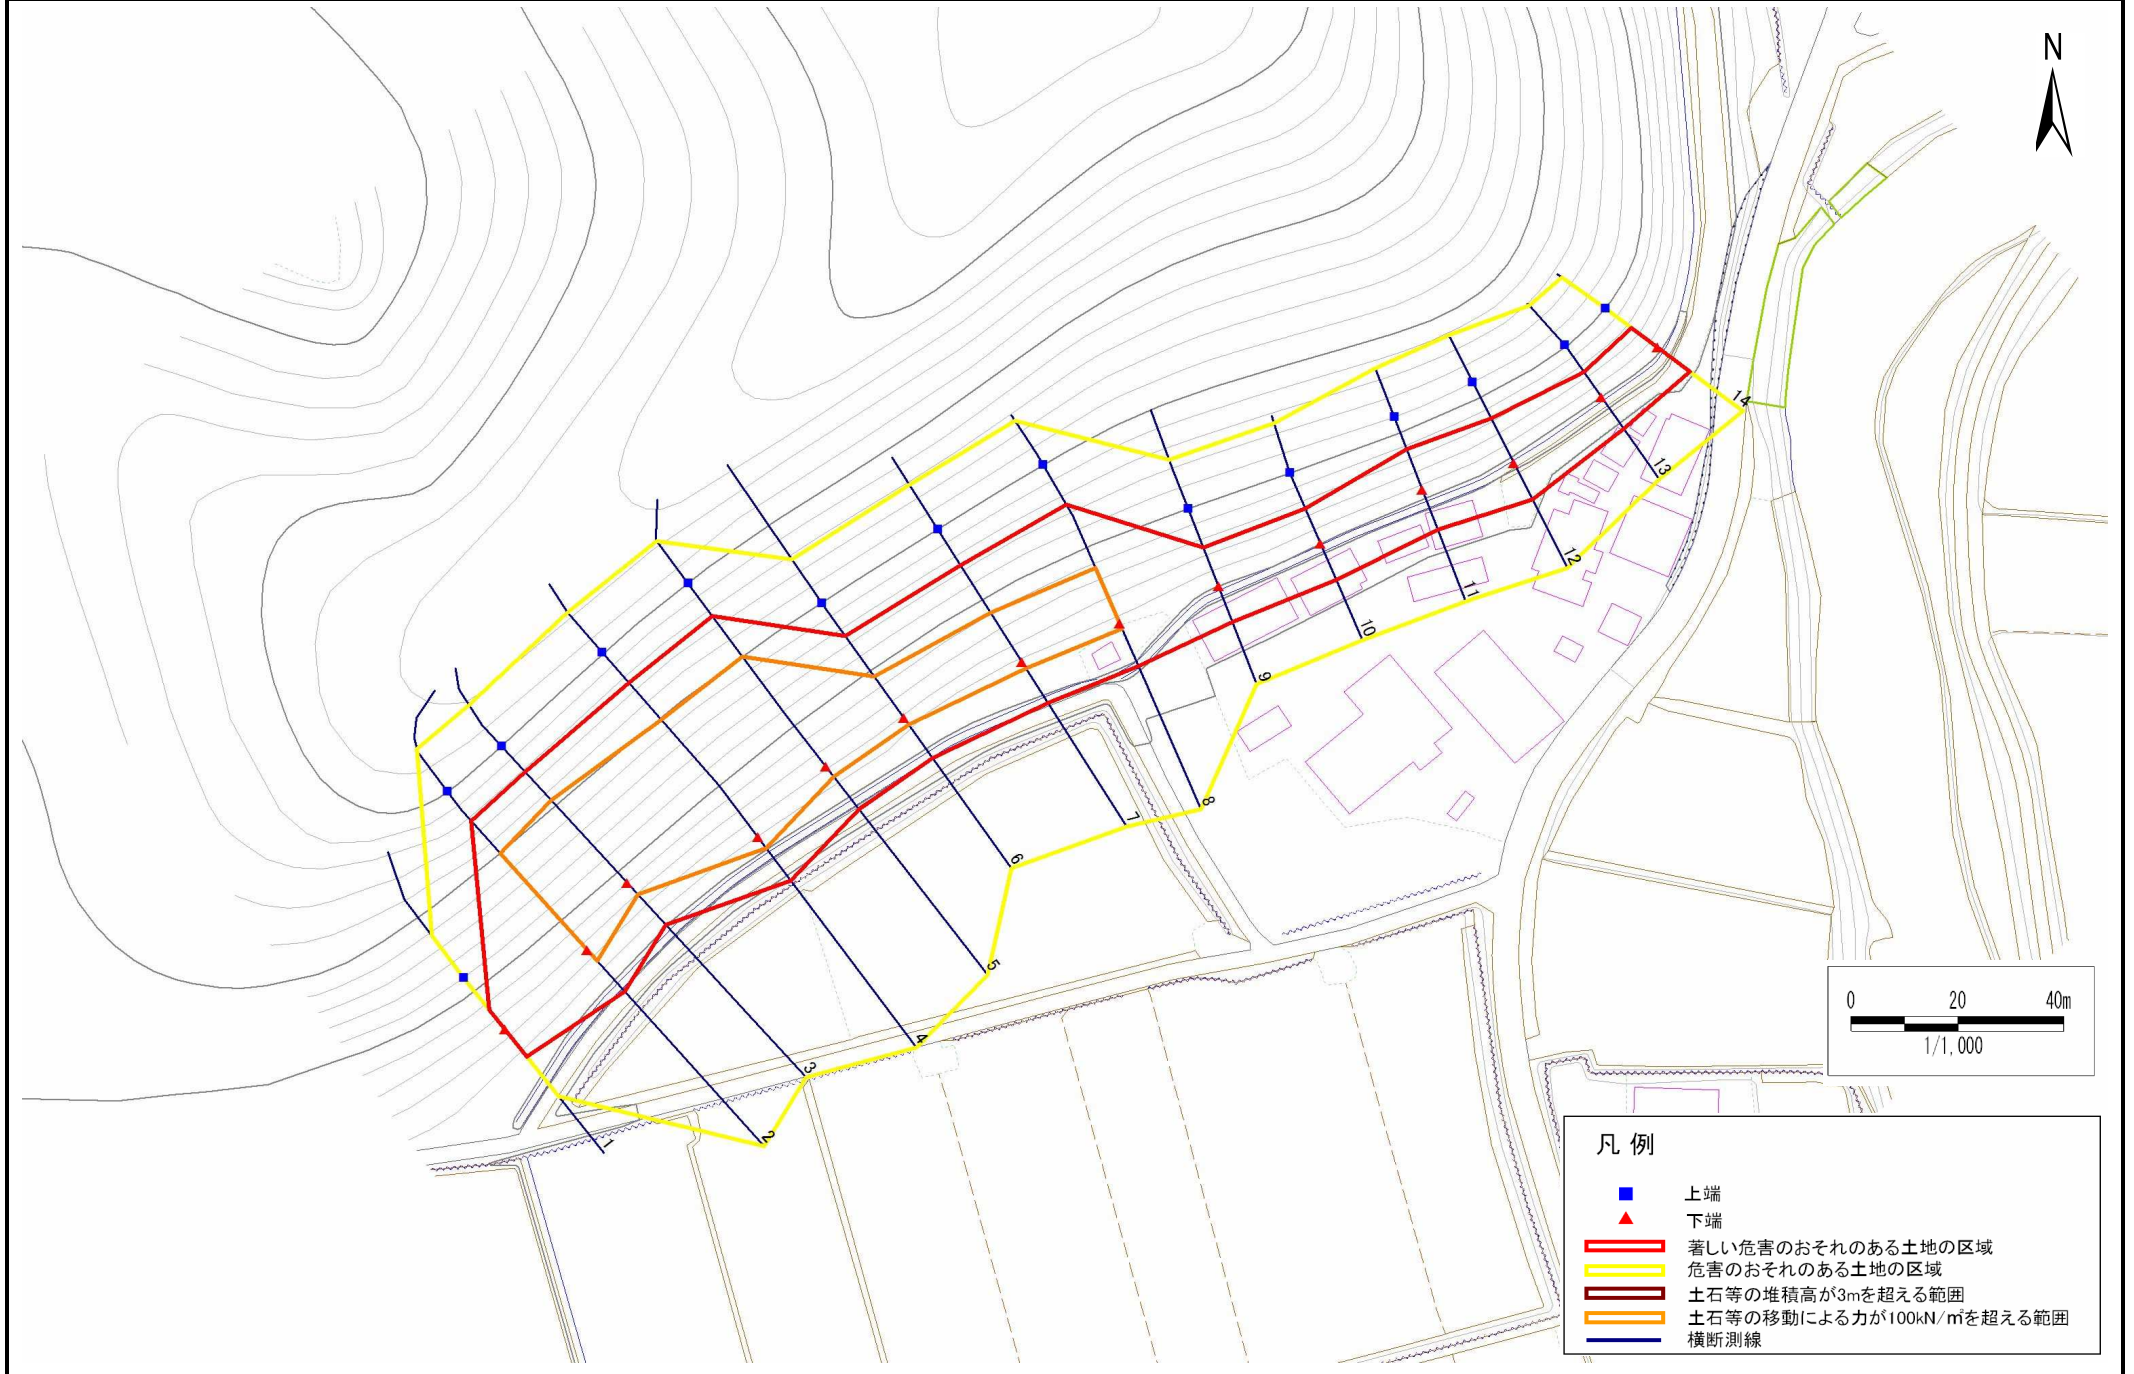 N
14
13
12
11
10
9
8
7
6
5
4
3
2
1
0 20 40m
1/1,000
凡 例
上端
下端
著しい危害のおそれのある土地の区域
危害のおそれのある土地の区域
土石等の堆積高が3mを超える範囲
土石等の移動による力が100kN/㎡を超える範囲
横断測線